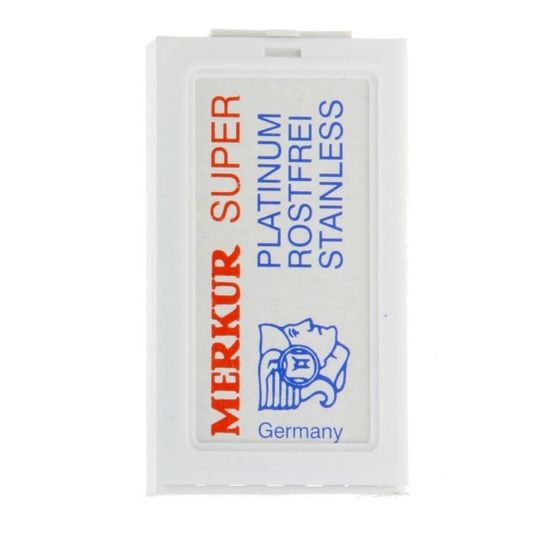 MERKUR SUPER
PLATINUM
ROSTFREI
STAINLESS
Germany